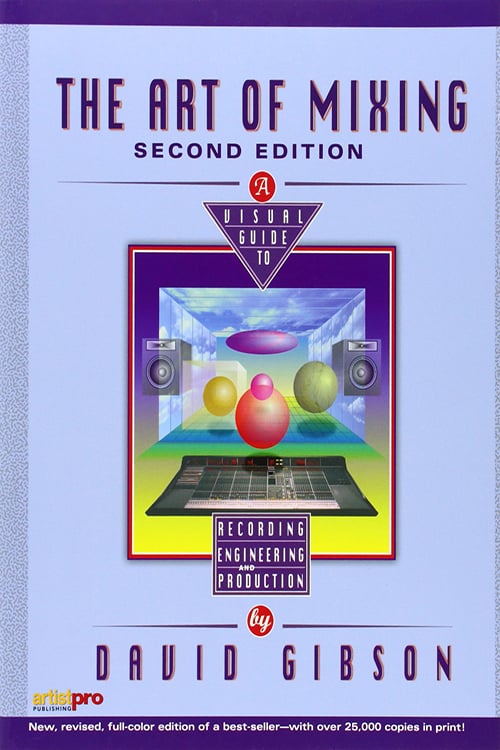 THE ART OF MIXING
SECOND EDITION
A
VISUAL
GUIDE
TO
RECORDING
ENGINEERING
AND
PRODUCTION
by
DAVID GIBSON
artistpro
PUBLISHING
New, revised, full-color edition of a best-seller—with over 25,000 copies in print!